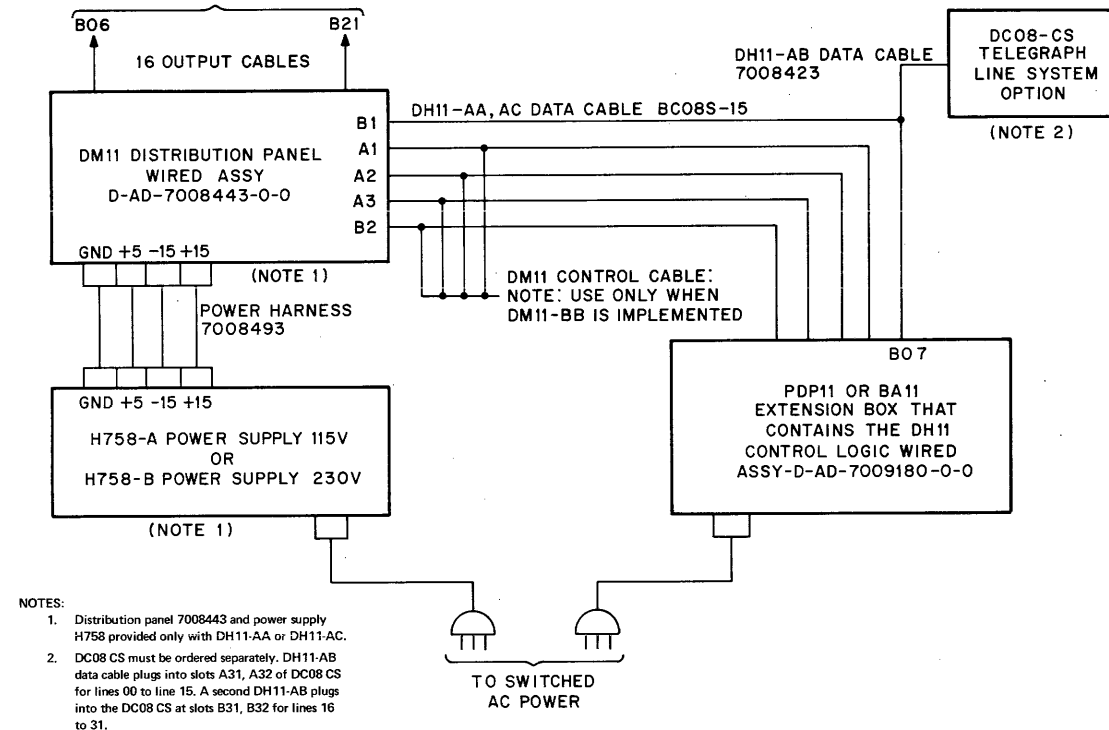 B06
B21
16 OUTPUT CABLES
DH11-AB DATA CABLE
7008423
DC08-CS
TELEGRAPH
LINE SYSTEM
OPTION
(NOTE 2)
DH11-AA, AC DATA CABLE BC08S-15
DM11 DISTRIBUTION PANEL
WIRED ASSY
D-AD-7008443-0-0
B1
A1
A2
A3
B2
GND +5 -15 +15
(NOTE 1)
POWER HARNESS
7008493
DM11 CONTROL CABLE:
NOTE: USE ONLY WHEN
DM11-BB IS IMPLEMENTED
GND +5 -15 +15
H758-A POWER SUPPLY 115V
OR
H758-B POWER SUPPLY 230V
(NOTE 1)
B07
PDP11 OR BA11
EXTENSION BOX THAT
CONTAINS THE DH11
CONTROL LOGIC WIRED
ASSY-D-AD-7009180-0-0
TO SWITCHED
AC POWER
NOTES:
1. Distribution panel 7008443 and power supply
H758 provided only with DH11-AA or DH11-AC.
2. DC08 CS must be ordered separately. DH11-AB
data cable plugs into slots A31, A32 of DC08 CS
for lines 00 to line 15. A second DH11-AB plugs
into the DC08 CS at slots B31, B32 for lines 16
to 31.